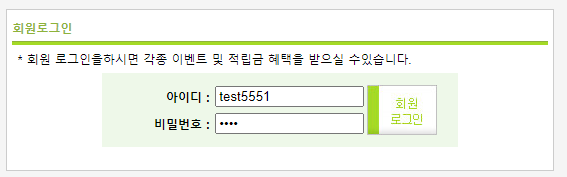 회원로그인
* 회원 로그인을하시면 각종 이벤트 및 적립금 혜택을 받으실 수있습니다.
아이디 : test5551
비밀번호 : ••••
회원
로그인